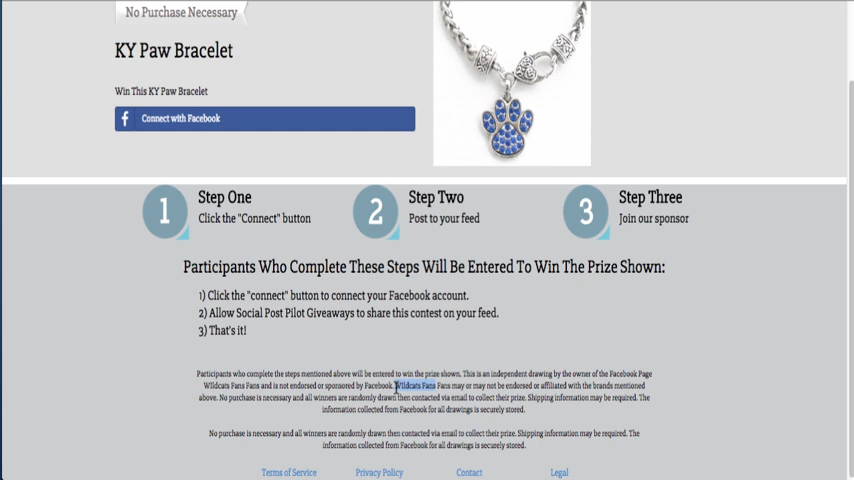 No Purchase Necessary
KY Paw Bracelet
Win This KY Paw Bracelet
f Connect with Facebook
1 Step One
Click the "Connect" button
2 Step Two
Post to your feed
3 Step Three
Join our sponsor
Participants Who Complete These Steps Will Be Entered To Win The Prize Shown:
1) Click the "connect" button to connect your Facebook account.
2) Allow Social Post Pilot Giveaways to share this contest on your feed.
3) That's it!
Participants who complete the steps mentioned above will be entered to win the prize shown. This is an independent drawing by the owner of the Facebook Page
Wildcats Fans Fans and is not endorsed or sponsored by Facebook. Wildcats Fans Fans may or may not be endorsed or affiliated with the brands mentioned
above. No purchase is necessary and all winners are randomly drawn then contacted via email to collect their prize. Shipping information may be required. The
information collected from Facebook for all drawings is securely stored.
No purchase is necessary and all winners are randomly drawn then contacted via email to collect their prize. Shipping information may be required. The
information collected from Facebook for all drawings is securely stored.
Terms of Service Privacy Policy Contact Legal